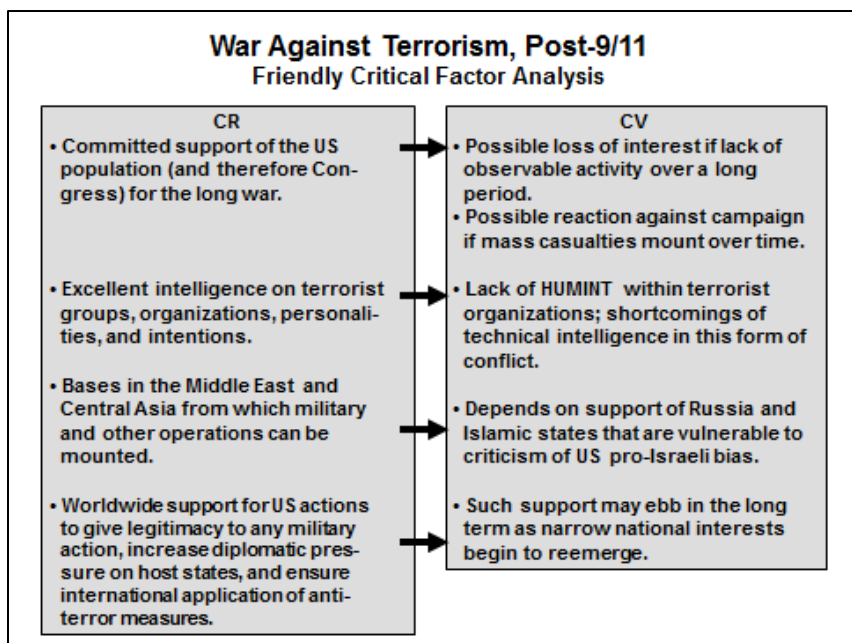 War Against Terrorism, Post-9/11
Friendly Critical Factor Analysis
CR
• Committed support of the US
population (and therefore Con-
gress) for the long war.
• Excellent intelligence on terrorist
groups, organizations, personali-
ties, and intentions.
• Bases in the Middle East and
Central Asia from which military
and other operations can be
mounted.
• Worldwide support for US actions
to give legitimacy to any military
action, increase diplomatic pres-
sure on host states, and ensure
international application of anti-
terror measures.
CV
• Possible loss of interest if lack of
observable activity over a long
period.
• Possible reaction against campaign
if mass casualties mount over time.
• Lack of HUMINT within terrorist
organizations; shortcomings of
technical intelligence in this form of
conflict.
• Depends on support of Russia and
Islamic states that are vulnerable to
criticism of US pro-Israeli bias.
• Such support may ebb in the long
term as narrow national interests
begin to reemerge.